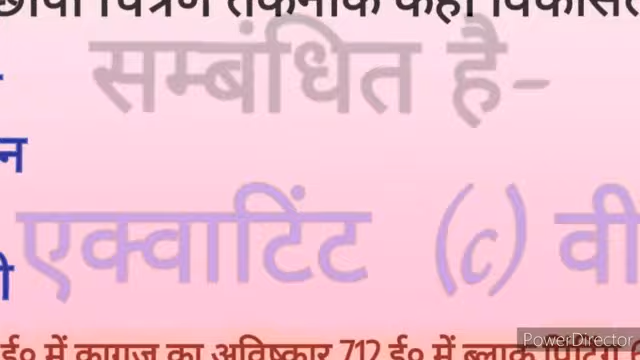 छापा चित्रण तकनीक कहाँ विकसित
सम्बंधित है-
न
एक्वाटिंट (c) वी
ई० में कागज का अविष्कार 712 ई० में ब्लाक
PowerDirector